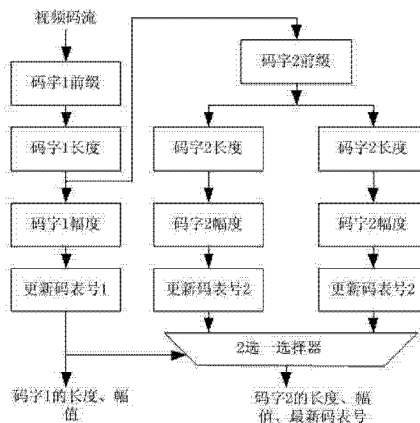 视频码流
码字1前缀
码字2前缀
码字1长度
码字2长度
码字2长度
码字1幅度
码字2幅度
码字2幅度
更新码表号1
更新码表号2
更新码表号2
2选 选择器
码字1的长度、幅
值
码字2的长度、幅
值、最新码表号